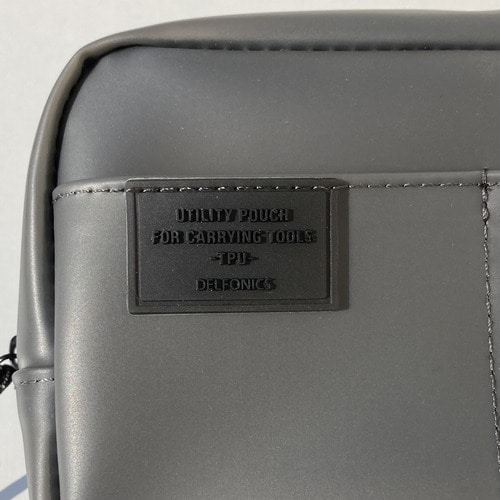 UTILITY POUCH
FOR CARRYING TOOLS
-TPU-
DELFONICS